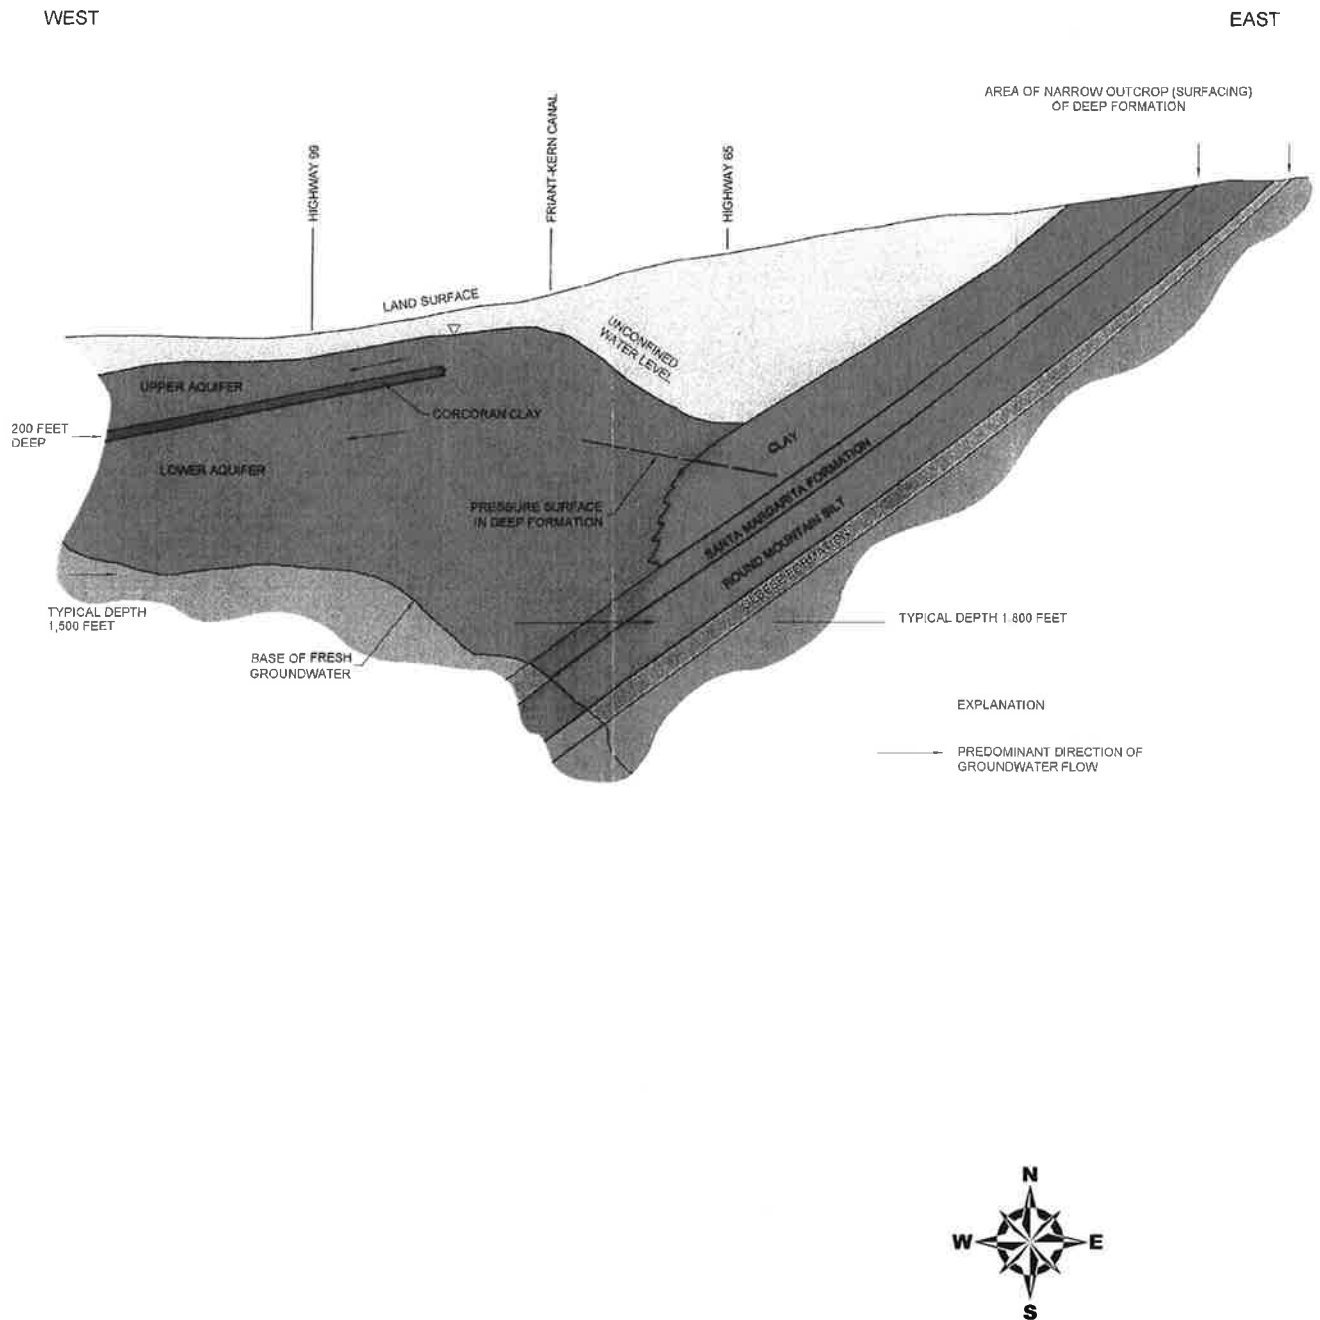 WEST
EAST
AREA OF NARROW OUTCROP (SURFACING)
OF DEEP FORMATION
HIGHWAY 99
FRIANT-KERN CANAL
HIGHWAY 65
LAND SURFACE
UNCONFINED
WATER LEVEL
UPPER AQUIFER
CORCORAN CLAY
200 FEET
DEEP
LOWER AQUIFER
CLAY
PRESSURE SURFACE
IN DEEP FORMATION
SANTA MARGARITA FORMATION
ROUND MOUNTAIN SILT
FORMATION
TYPICAL DEPTH
1,500 FEET
TYPICAL DEPTH 1 800 FEET
BASE OF FRESH
GROUNDWATER
EXPLANATION
PREDOMINANT DIRECTION OF
GROUNDWATER FLOW
N
W E
S